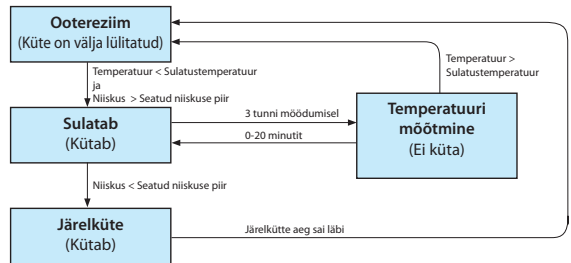 Ootereziim
(Küte on välja lülitatud)
Temperatuur < Sulatustemperatuur
ja
Niiskus > Seatud niiskuse piir
Temperatuur >
Sulatustemperatuur
Sulatab
(Kütab)
3 tunni möödumisel
0-20 minutit
Temperatuuri
mõõtmine
(Ei küta)
Niiskus < Seatud niiskuse piir
Järelküte
(Kütab)
Järelkütte aeg sai läbi